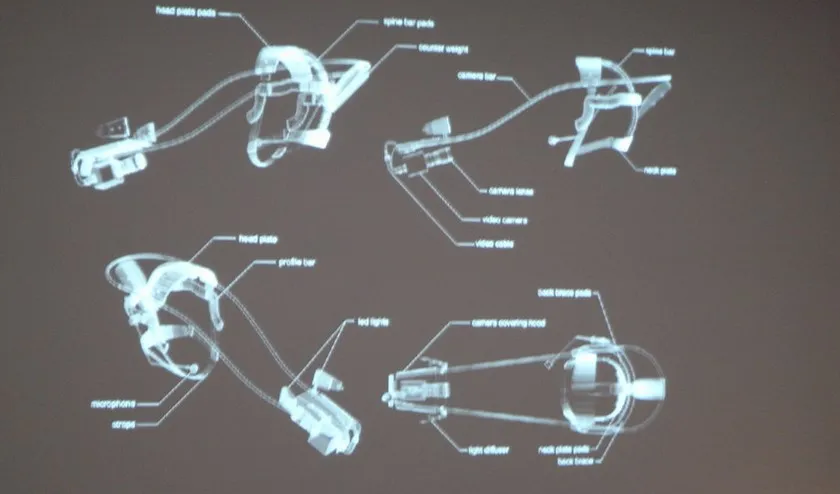 head plate pads
spine bar pads
counter weight
camera bar
spine bar
neck plate
camera lense
video camera
video cable
head plate
profile bar
led lights
microphone
straps
back brace pads
camera covering hood
light diffuser
neck plate pads
back brace